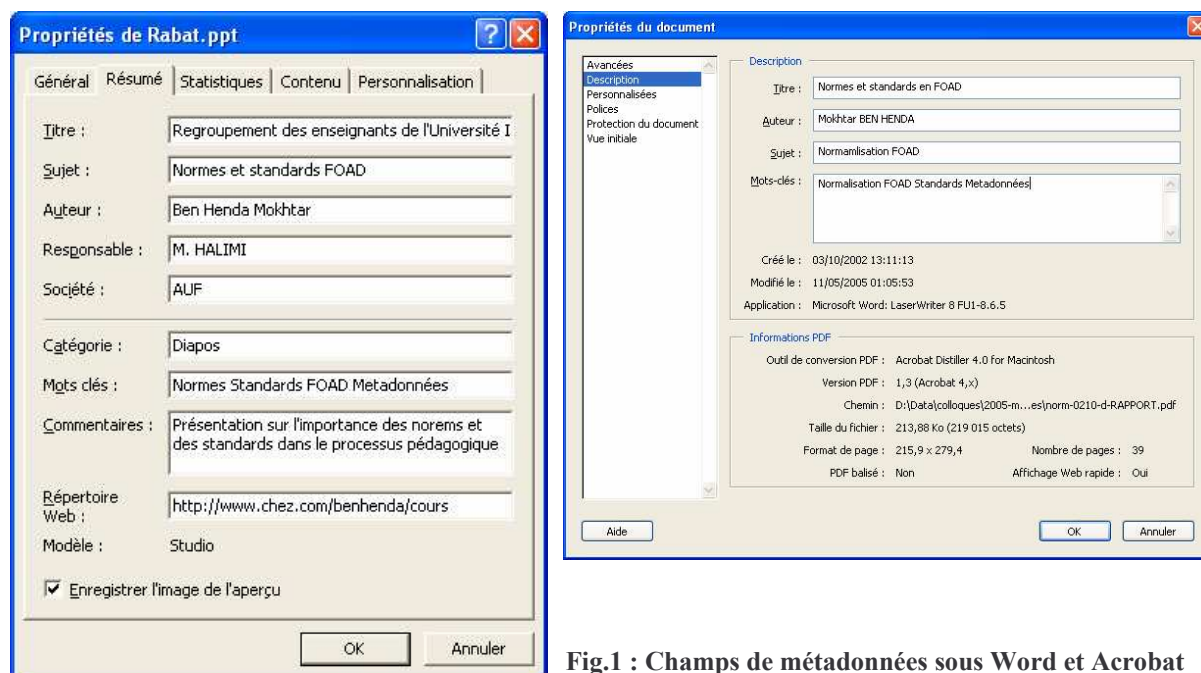 Propriétés de Rabat.ppt
Général Résumé Statistiques Contenu Personnalisation
Titre : Regroupement des enseignants de l'Université I
Sujet : Normes et standards FOAD
Auteur : Ben Henda Mokhtar
Responsable : M. HALIMI
Société : AUF
Catégorie : Diapos
Mots clés : Normes Standards FOAD Metadonnées
Commentaires : Présentation sur l'importance des norems et
des standards dans le processus pédagogique
Répertoire
Web : http://www.chez.com/benhenda/cours
Modèle : Studio
Enregistrer l'image de l'aperçu
OK Annuler
Propriétés du document
Avancées
Description
Personnalisées
Polices
Protection du document
Vue initiale
Description
Titre : Normes et standards en FOAD
Auteur : Mokhtar BEN HENDA
Sujet : Normamlisation FOAD
Mots-clés : Normalisation FOAD Standards Metadonnées
Créé le : 03/10/2002 13:11:13
Modifié le : 11/05/2005 01:05:53
Application : Microsoft Word: LaserWriter 8 FU1-8.6.5
Informations PDF
Outil de conversion PDF : Acrobat Distiller 4.0 for Macintosh
Version PDF : 1,3 (Acrobat 4,x)
Chemin : D:\Data\colloques\2005-m...es\norm-0210-d-RAPPORT.pdf
Taille du fichier : 213,88 Ko (219 015 octets)
Format de page : 215,9 x 279,4 Nombre de pages : 39
PDF balisé : Non Affichage Web rapide : Oui
Aide OK Annuler
Fig.1 : Champs de métadonnées sous Word et Acrobat